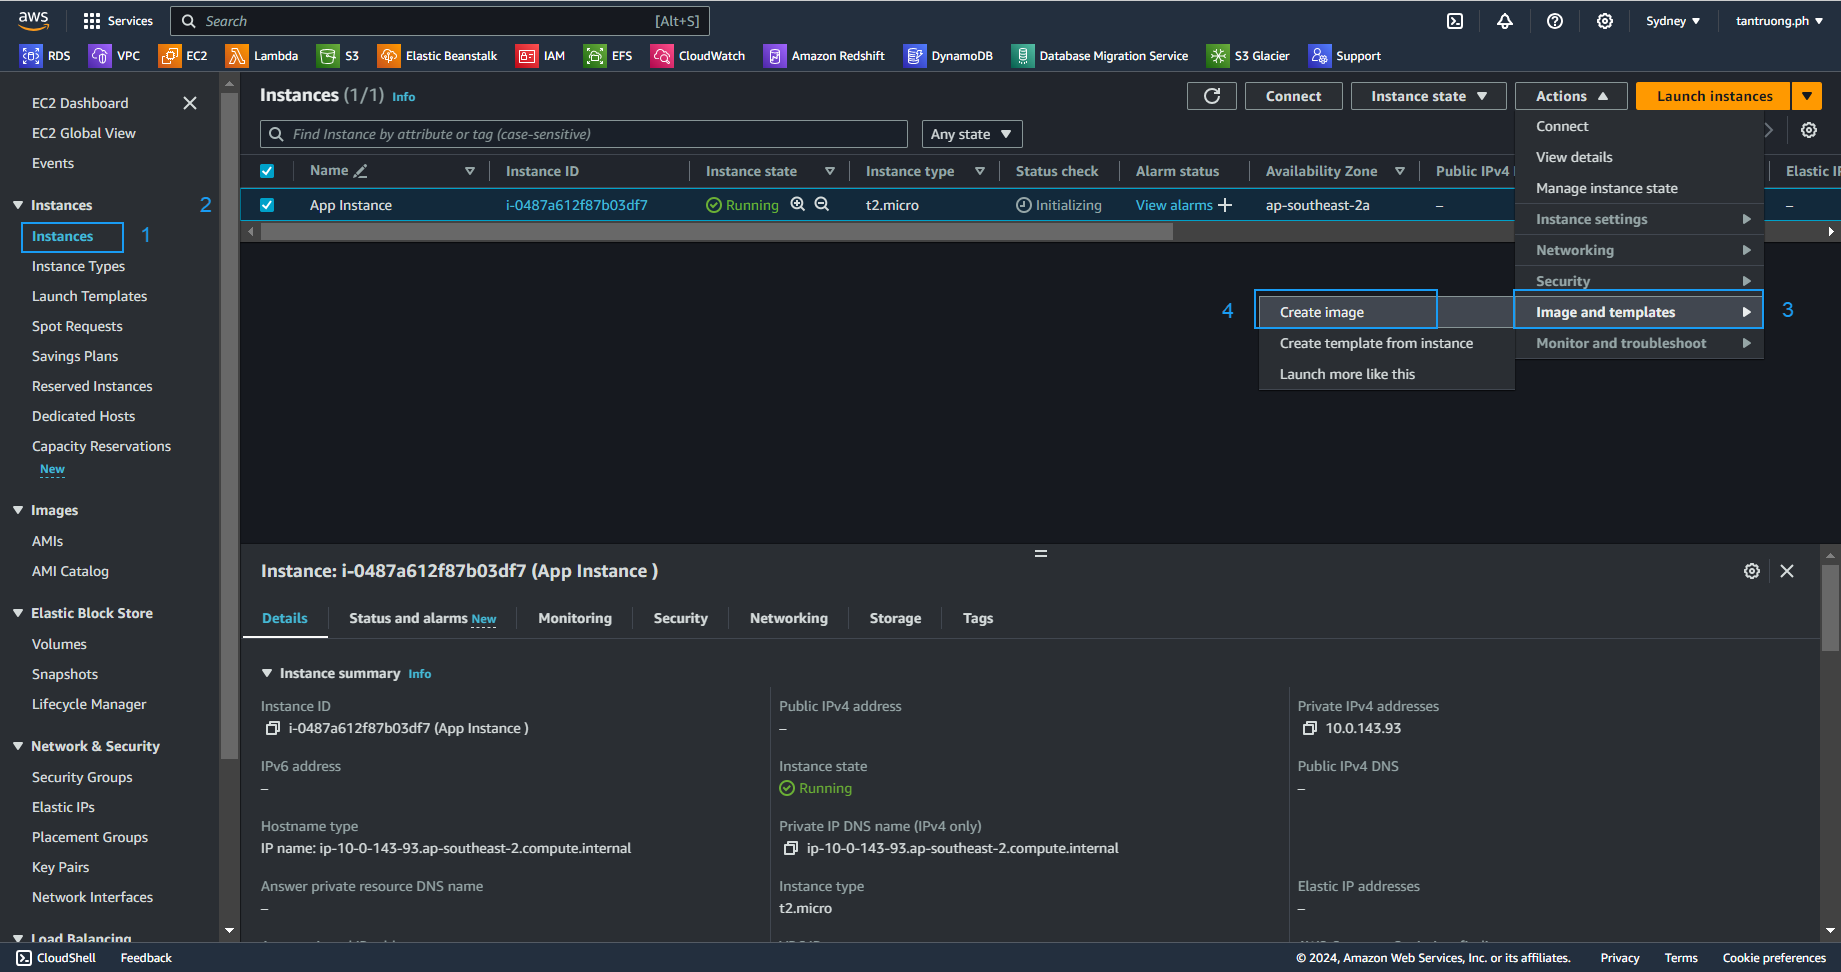 aws Services Search [Alt+S] Sydney ▼ tantruong.ph ▼
RDS VPC EC2 Lambda S3 Elastic Beanstalk IAM EFS CloudWatch Amazon Redshift DynamoDB Database Migration Service S3 Glacier Support
EC2 Dashboard
EC2 Global View
Events
Instances 2
Instances 1
Instance Types
Launch Templates
Spot Requests
Savings Plans
Reserved Instances
Dedicated Hosts
Capacity Reservations
New
Images
AMIs
AMI Catalog
Elastic Block Store
Volumes
Snapshots
Lifecycle Manager
Network & Security
Security Groups
Elastic IPs
Placement Groups
Key Pairs
Network Interfaces
Load Balancing
Instances (1/1) Info Connect Instance state ▼ Actions ▲ Launch instances ▼
Find Instance by attribute or tag (case-sensitive) Any state ▼
Name Instance ID Instance state Instance type Status check Alarm status Availability Zone Public IPv4 Elastic IP
App Instance i-0487a612f87b03df7 Running t2.micro Initializing View alarms + ap-southeast-2a – –
Connect
View details
Manage instance state
Instance settings
Networking
Security
4 Create image Image and templates 3
Create template from instance Monitor and troubleshoot
Launch more like this
Instance: i-0487a612f87b03df7 (App Instance )
Details Status and alarms New Monitoring Security Networking Storage Tags
Instance summary Info
Instance ID Public IPv4 address Private IPv4 addresses
i-0487a612f87b03df7 (App Instance ) – 10.0.143.93
IPv6 address Instance state Public IPv4 DNS
– Running –
Hostname type Private IP DNS name (IPv4 only)
IP name: ip-10-0-143-93.ap-southeast-2.compute.internal ip-10-0-143-93.ap-southeast-2.compute.internal
Answer private resource DNS name Instance type Elastic IP addresses
– t2.micro –
CloudShell Feedback © 2024, Amazon Web Services, Inc. or its affiliates. Privacy Terms Cookie preferences